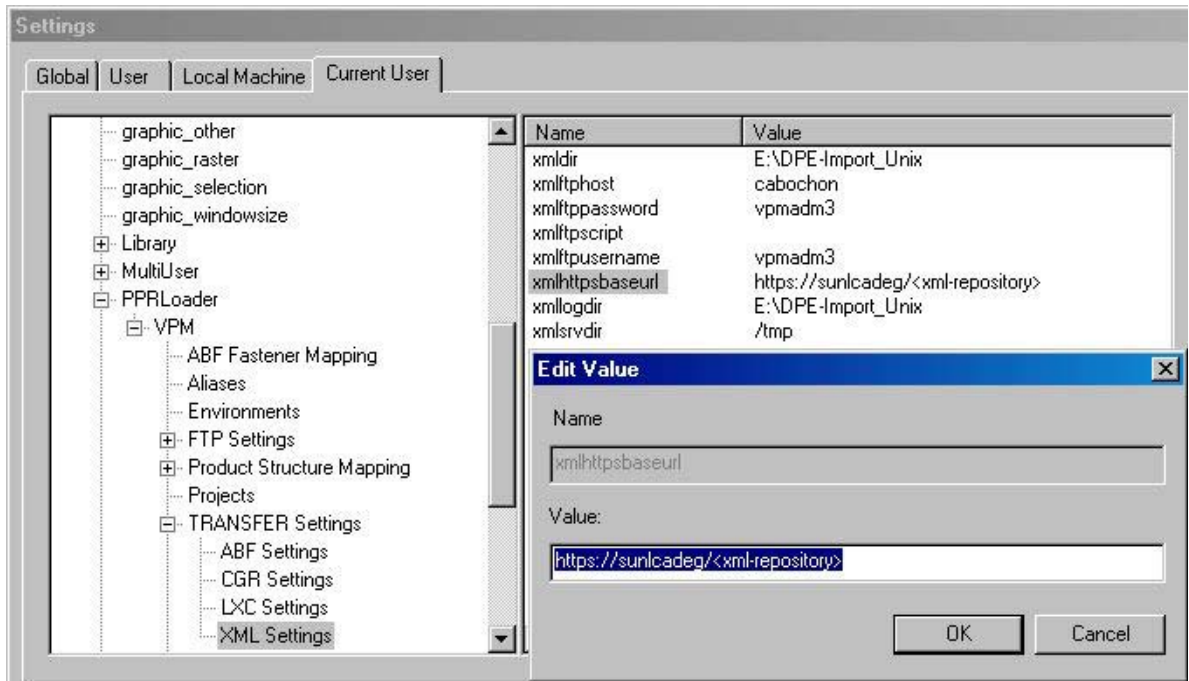 Settings
Global User Local Machine Current User
graphic_other
graphic_raster
graphic_selection
graphic_windowsize
Library
MultiUser
PPRLoader
VPM
ABF Fastener Mapping
Aliases
Environments
FTP Settings
Product Structure Mapping
Projects
TRANSFER Settings
ABF Settings
CGR Settings
LXC Settings
XML Settings
Name Value
xmldir E:\DPE-Import_Unix
xmlftphost cabochon
xmlftppassword vpmadm3
xmlftpscript
xmlftpusername vpmadm3
xmlhttpsbaseurl https://sunlcadeg/<xml-repository>
xmllogdir E:\DPE-Import_Unix
xmlsrvdir /tmp
Edit Value
Name
xmlhttpsbaseurl
Value:
https://sunlcadeg/<xml-repository>
OK Cancel